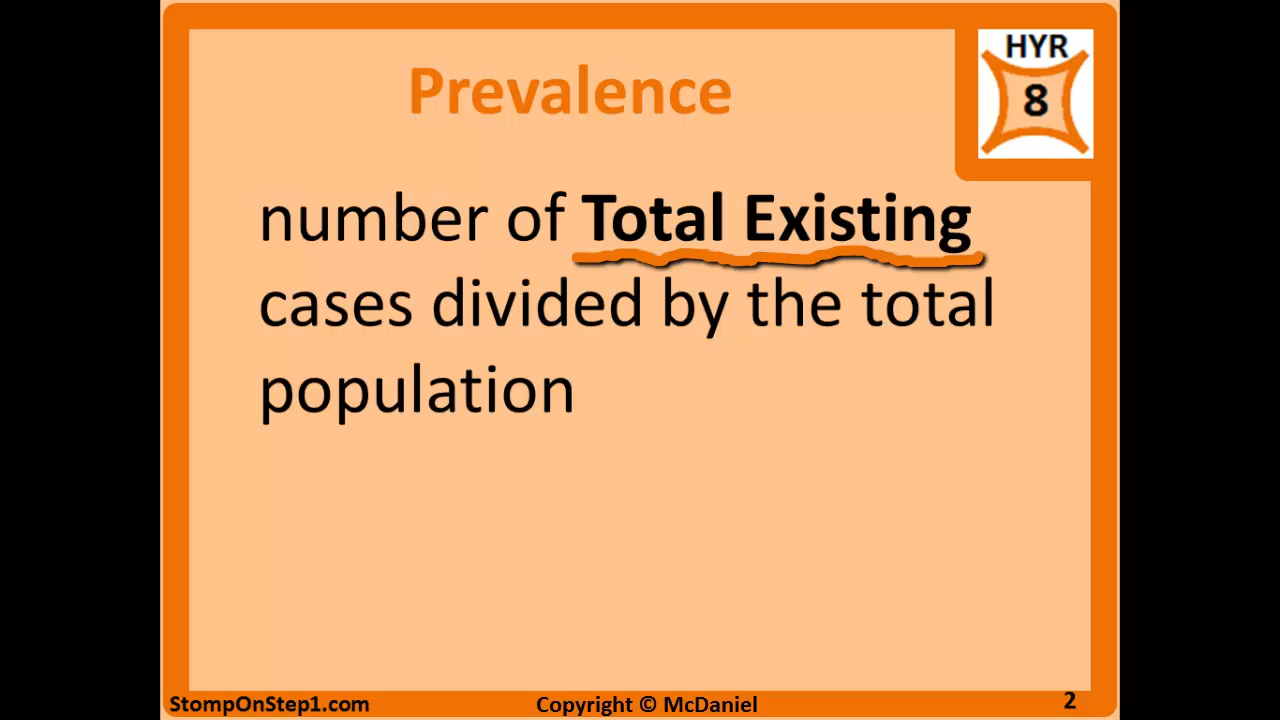 Prevalence
HYR
8
number of Total Existing
cases divided by the total
population
StompOnStep1.com
Copyright © McDaniel
2